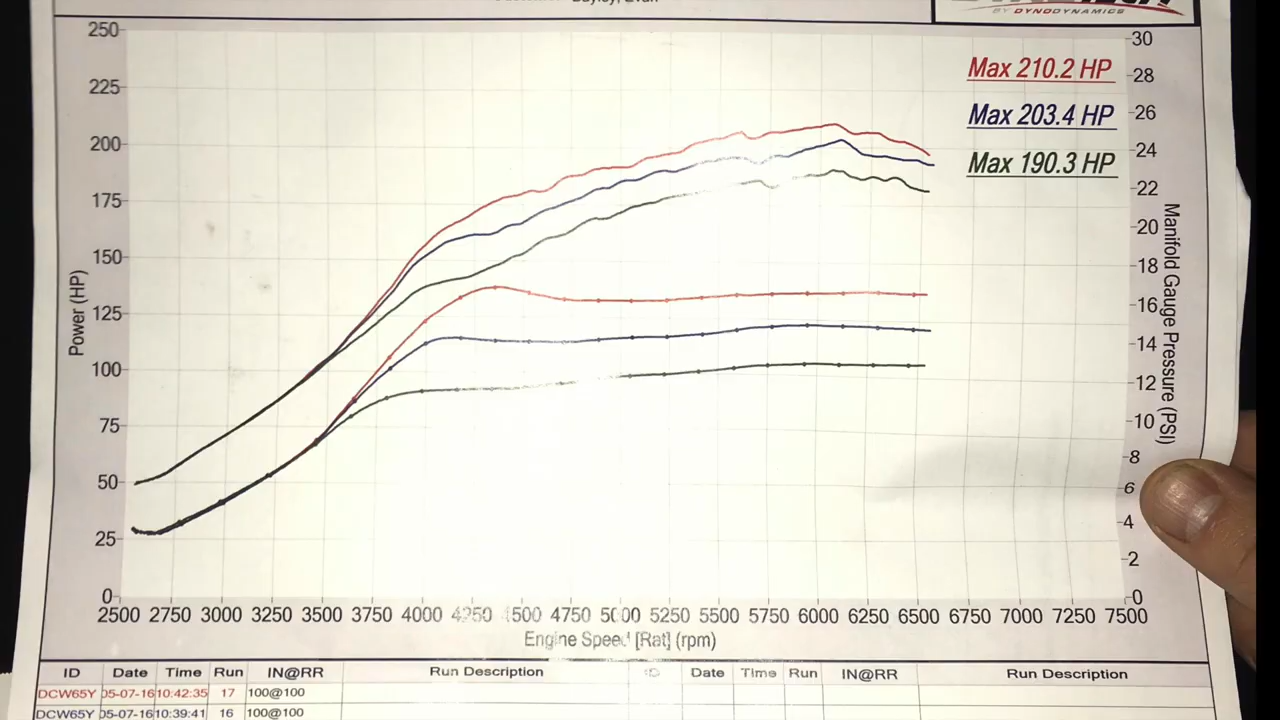 BY DYNODYNAMICS
250
225
200
175
150
125
100
75
50
25
0
Power (HP)
Max 210.2 HP
Max 203.4 HP
Max 190.3 HP
30
28
26
24
22
20
18
16
14
12
10
8
6
4
2
0
Manifold Gauge Pressure (PSI)
2500 2750 3000 3250 3500 3750 4000 4250 4500 4750 5000 5250 5500 5750 6000 6250 6500 6750 7000 7250 7500
Engine Speed [Rat] (rpm)
ID Date Time Run IN@RR Run Description ID Date Time Run IN@RR Run Description
DCW65Y 05-07-16 10:42:35 17 100@100
DCW65Y 05-07-16 10:39:41 16 100@100